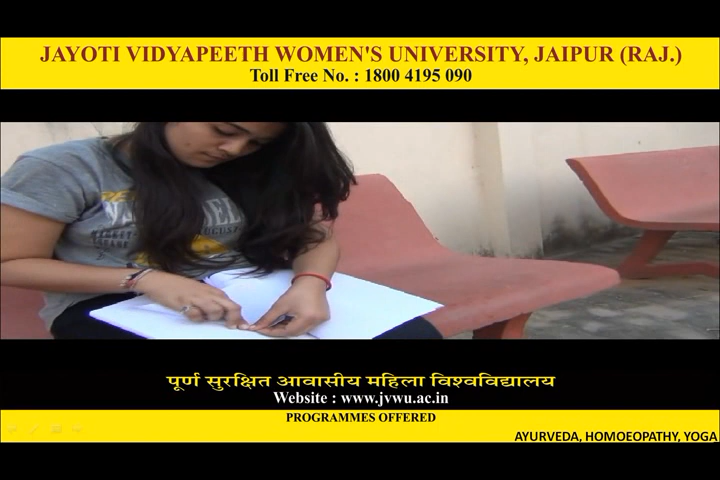 JAYOTI VIDYAPEETH WOMEN'S UNIVERSITY, JAIPUR (RAJ.)
Toll Free No. : 1800 4195 090
पूर्ण सुरक्षित आवासीय महिला विश्वविद्यालय
Website : www.jvwu.ac.in
PROGRAMMES OFFERED
AYURVEDA, HOMOEOPATHY, YOGA